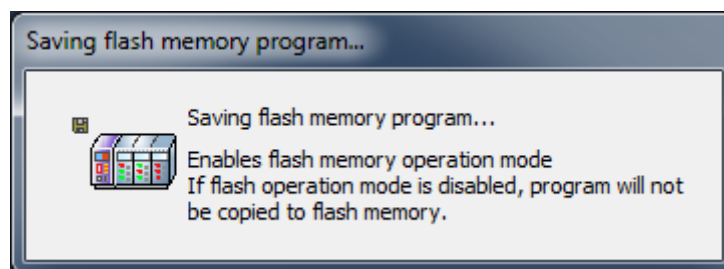 Saving flash memory program...
Saving flash memory program...
Enables flash memory operation mode
If flash operation mode is disabled, program will not
be copied to flash memory.